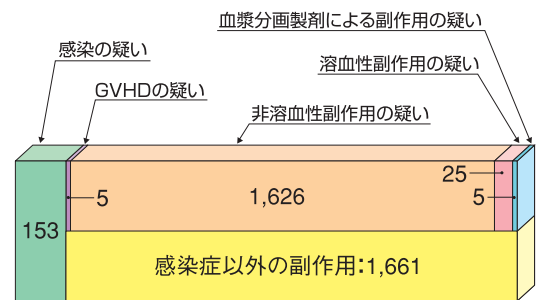 血漿分画製剤による副作用の疑い
感染の疑い
溶血性副作用の疑い
GVHDの疑い
非溶血性副作用の疑い
25
5
1,626
5
153
感染症以外の副作用:1,661